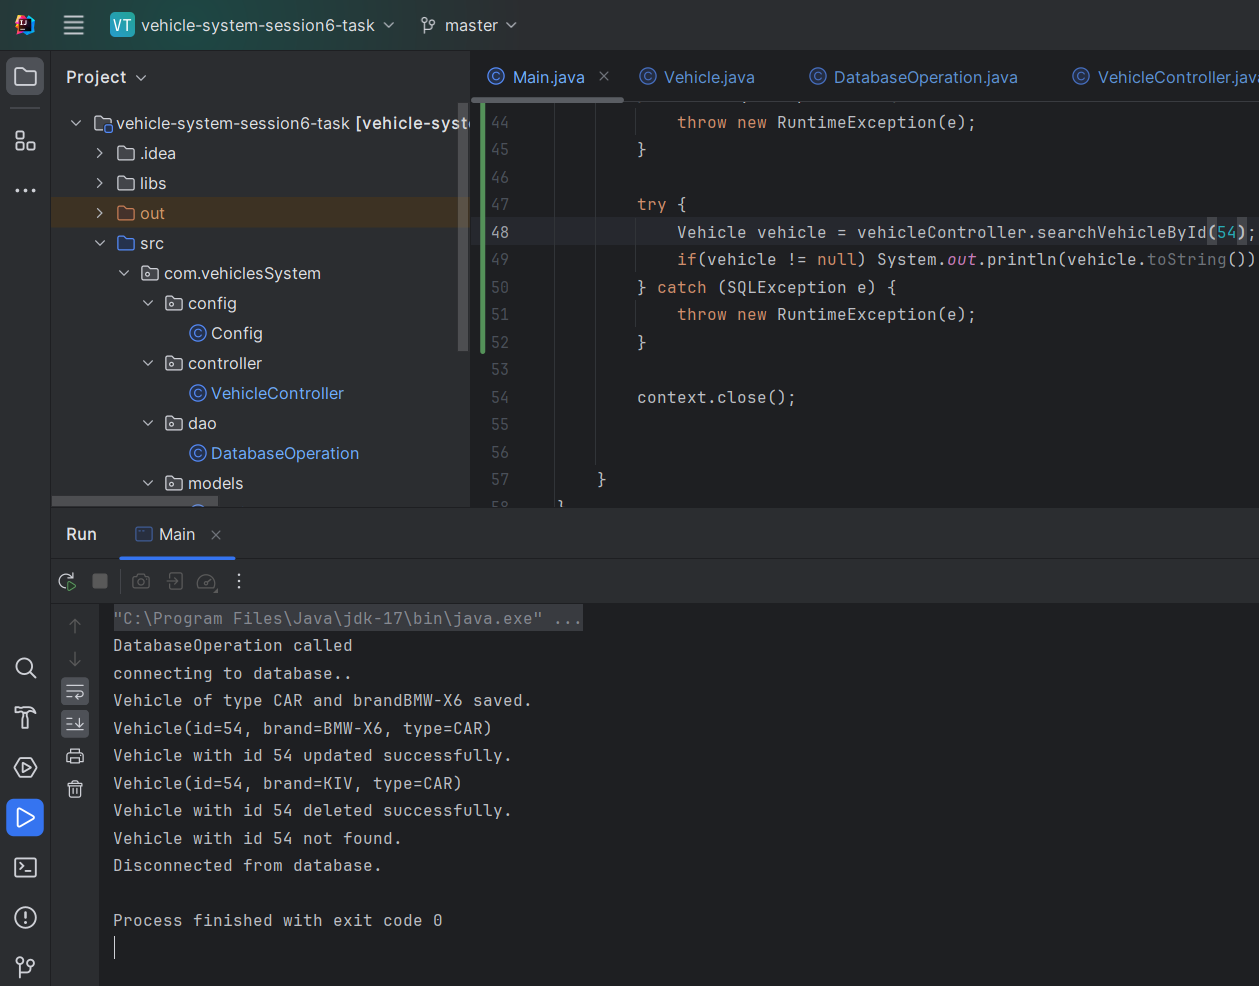 VT vehicle-system-session6-task master
Project
Main.java Vehicle.java DatabaseOperation.java VehicleController.jav
vehicle-system-session6-task [vehicle-syst
.idea
libs
out
src
com.vehiclesSystem
config
Config
controller
VehicleController
dao
DatabaseOperation
models
44 throw new RuntimeException(e);
45 }
46
47 try {
48 Vehicle vehicle = vehicleController.searchVehicleById(54);
49 if(vehicle != null) System.out.println(vehicle.toString())
50 } catch (SQLException e) {
51 throw new RuntimeException(e);
52 }
53
54 context.close();
55
56
57 }
58 }
Run Main
"C:\Program Files\Java\jdk-17\bin\java.exe" ...
DatabaseOperation called
connecting to database..
Vehicle of type CAR and brandBMW-X6 saved.
Vehicle(id=54, brand=BMW-X6, type=CAR)
Vehicle with id 54 updated successfully.
Vehicle(id=54, brand=KIV, type=CAR)
Vehicle with id 54 deleted successfully.
Vehicle with id 54 not found.
Disconnected from database.
Process finished with exit code 0